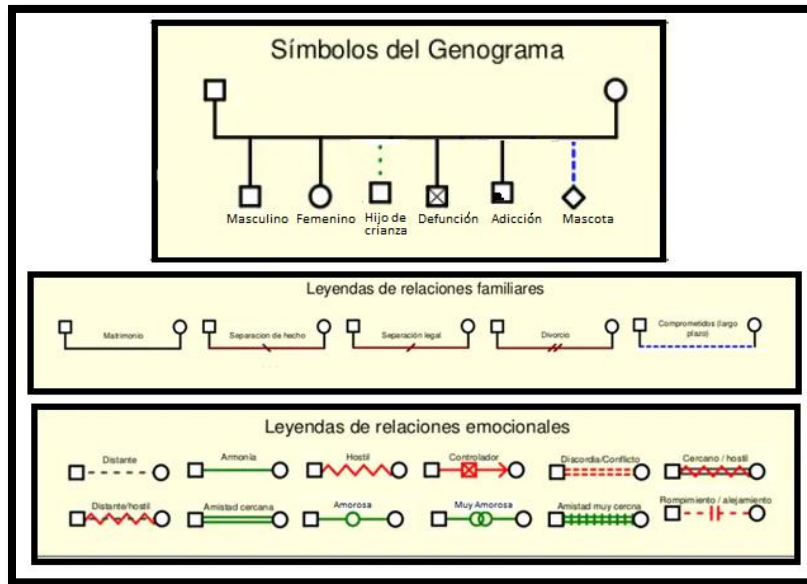 Símbolos del Genograma
Masculino
Femenino
Hijo de
crianza
Defunción
Adicción
Mascota
Leyendas de relaciones familiares
Matrimonio
Separacion de hecho
Separación legal
Divorcio
Comprometidos (largo
plazo)
Leyendas de relaciones emocionales
Distante
Armonía
Hostil
Controlador
Discordia/Conflicto
Cercano / hostil
Distante/hostil
Amistad cercana
Amorosa
Muy Amorosa
Amistad muy cercna
Rompimiento / alejamiento